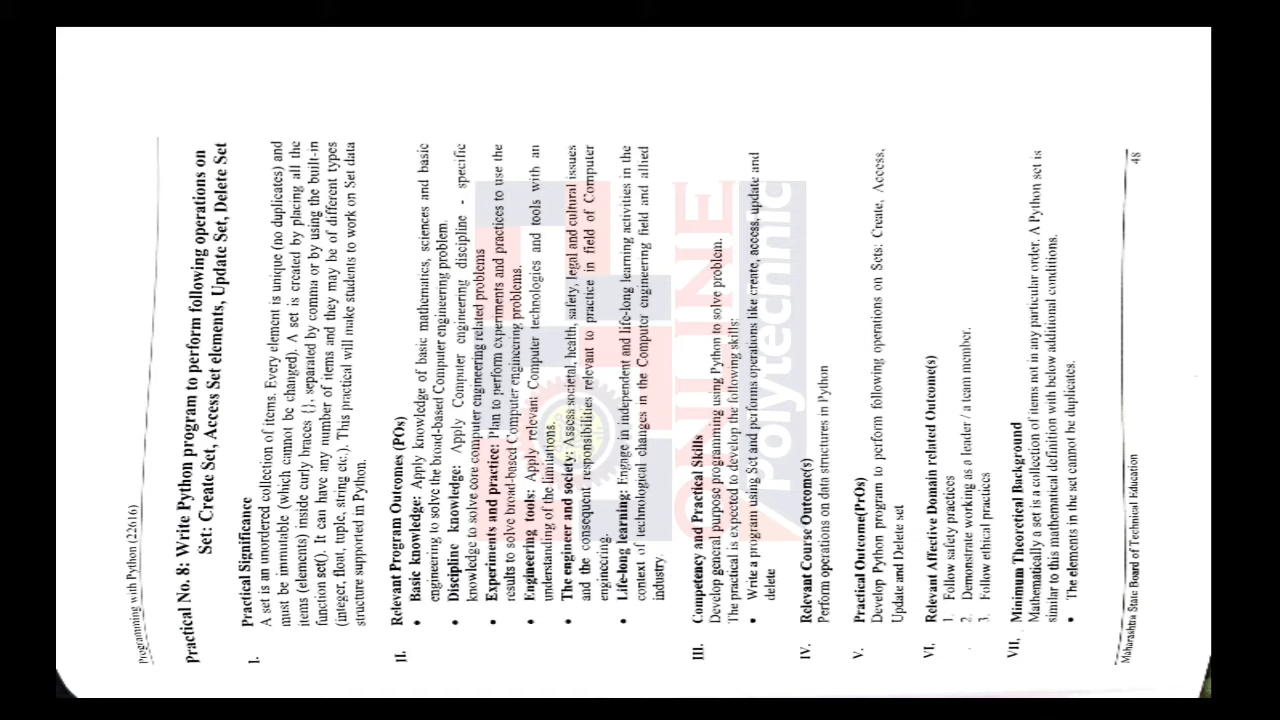 Programming with Python (22616)
Practical No. 8: Write Python program to perform following operations on
Set: Create Set, Access Set elements, Update Set, Delete Set
I. Practical Significance
A set is an unordered collection of items. Every element is unique (no duplicates) and
must be immutable (which cannot be changed). A set is created by placing all the
items (elements) inside curly braces {}, separated by comma or by using the built-in
function set(). It can have any number of items and they may be of different types
(integer, float, tuple, string etc.). This practical will make students to work on Set data
structure supported in Python.
II. Relevant Program Outcomes (POs)
• Basic knowledge: Apply knowledge of basic mathematics, sciences and basic
engineering to solve the broad-based Computer engineering problem.
• Discipline knowledge: Apply Computer engineering discipline - specific
knowledge to solve core computer engineering related problems
• Experiments and practice: Plan to perform experiments and practices to use the
results to solve broad-based Computer engineering problems.
• Engineering tools: Apply relevant Computer technologies and tools with an
understanding of the limitations.
• The engineer and society: Assess societal, health, safety, legal and cultural issues
and the consequent responsibilities relevant to practice in field of Computer
engineering.
• Life-long learning: Engage in independent and life-long learning activities in the
context of technological changes in the Computer engineering field and allied
industry.
III. Competency and Practical Skills
Develop general purpose programming using Python to solve problem.
The practical is expected to develop the following skills:
• Write a program using Set and performs operations like create, access, update and
delete
IV. Relevant Course Outcome(s)
Perform operations on data structures in Python
V. Practical Outcome(PrOs)
Develop Python program to perform following operations on Sets: Create, Access,
Update and Delete set
VI. Relevant Affective Domain related Outcome(s)
1. Follow safety practices
2. Demonstrate working as a leader / a team member.
3. Follow ethical practices
VII. Minimum Theoretical Background
Mathematically a set is a collection of items not in any particular order. A Python set is
similar to this mathematical definition with below additional conditions.
• The elements in the set cannot be duplicates.
Maharashtra State Board of Technical Education 48
ONLINE
Polytechnic